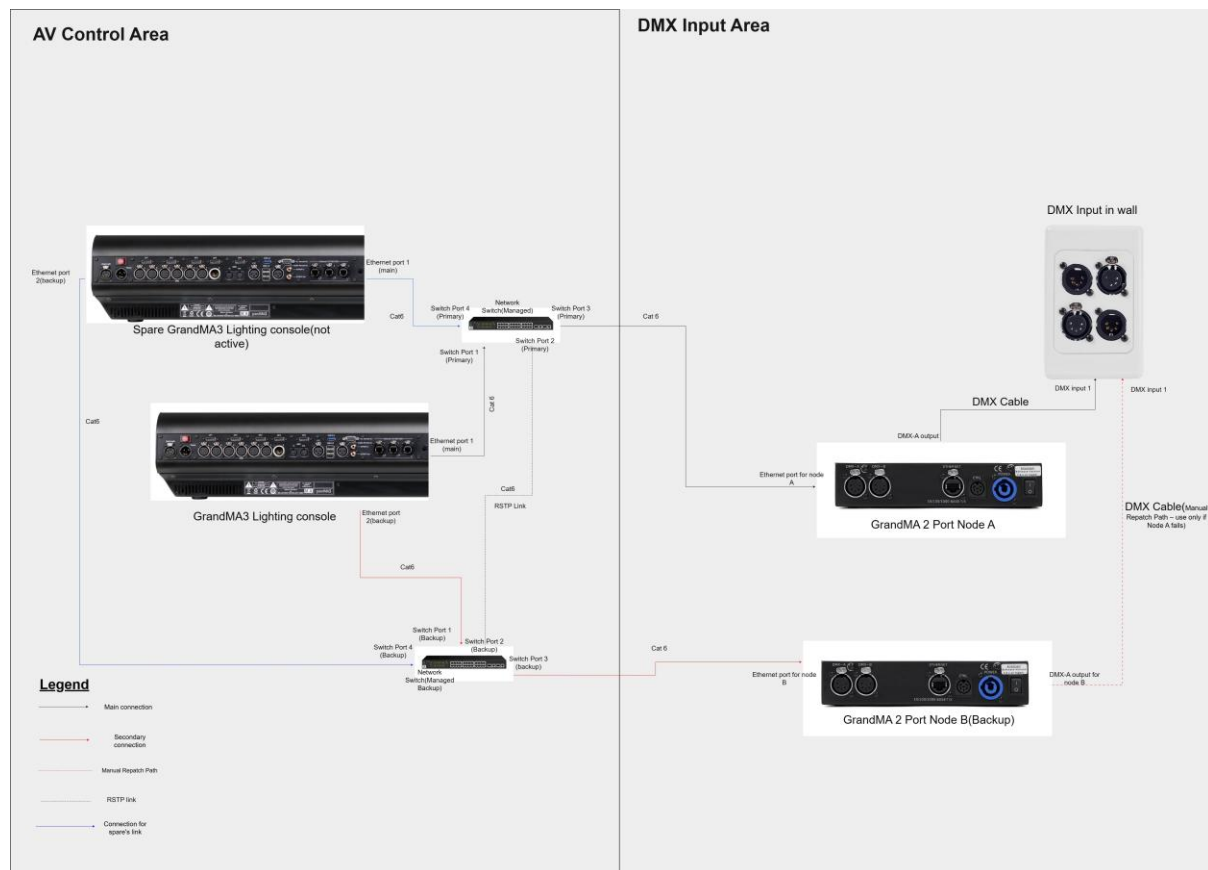 AV Control Area
DMX Input Area
DMX Input in wall
Ethernet port
2(backup)
Ethernet port 1
(main)
Spare GrandMA3 Lighting console(not
active)
Cat6
Switch Port 4
(Primary)
Network
Switch(Managed)
Switch Port 3
(Primary)
Switch Port 2
(Primary)
Switch Port 1
(Primary)
Cat 6
Cat 6
Cat6
DMX input 1
DMX input 1
DMX Cable
DMX-A output
Ethernet port 1
(main)
Ethernet port for node
A
GrandMA 2 Port Node A
DMX Cable(Manual
Repatch Path – use only if
Node A fails)
Cat6
RSTP Link
GrandMA3 Lighting console
Ethernet port
2(backup)
Cat6
Switch Port 1
(Backup)
Switch Port 2
(Backup)
Switch Port 4
(Backup)
Switch Port 3
(backup)
Network
Switch(Managed
Backup)
Cat 6
Ethernet port for node
B
DMX-A output for
node B
GrandMA 2 Port Node B(Backup)
Legend
Main connection
Secondary
connection
Manual Repatch Path
RSTP link
Connection for
spare's link